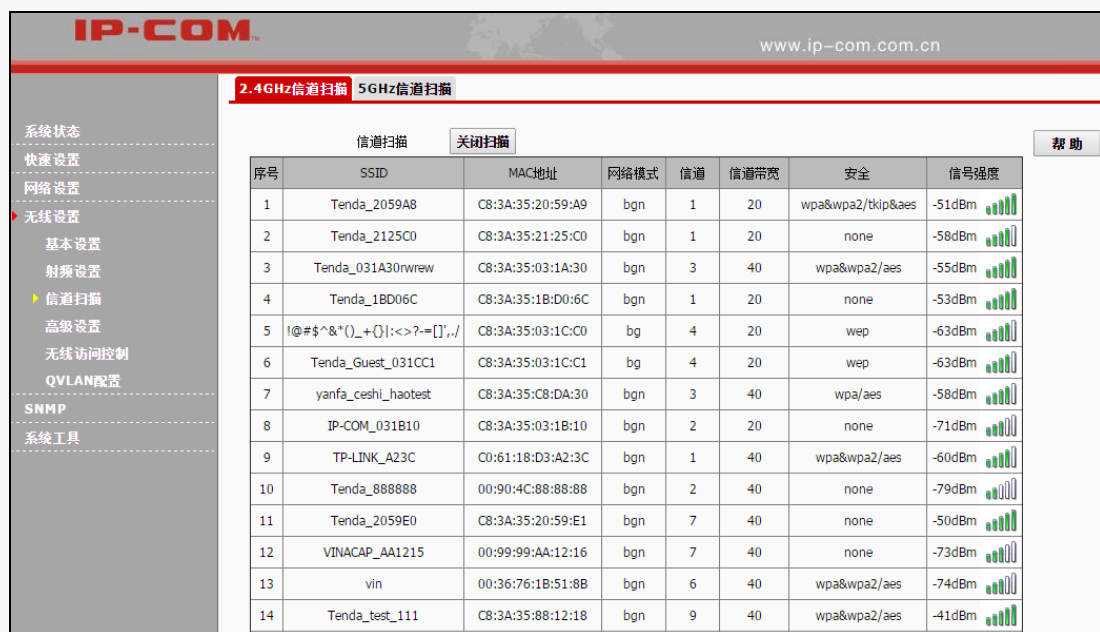 IP-COM
www.ip-com.com.cn
2.4GHz信道扫描 5GHz信道扫描
系统状态
快速设置
网络设置
无线设置
基本设置
射频设置
信道扫描
高级设置
无线访问控制
QVLAN配置
SNMP
系统工具
信道扫描 关闭扫描
帮助
序号 SSID MAC地址 网络模式 信道 信道带宽 安全 信号强度
1 Tenda_2059A8 C8:3A:35:20:59:A9 bgn 1 20 wpa&wpa2/tkip&aes -51dBm
2 Tenda_2125C0 C8:3A:35:21:25:C0 bgn 1 20 none -58dBm
3 Tenda_031A30rwrew C8:3A:35:03:1A:30 bgn 3 40 wpa&wpa2/aes -55dBm
4 Tenda_1BD06C C8:3A:35:1B:D0:6C bgn 1 20 none -53dBm
5 !@#$^&*()_+{}|:<>?-=[]',./ C8:3A:35:03:1C:C0 bg 4 20 wep -63dBm
6 Tenda_Guest_031CC1 C8:3A:35:03:1C:C1 bg 4 20 wep -63dBm
7 yanfa_ceshi_haotest C8:3A:35:C8:DA:30 bgn 3 40 wpa/aes -58dBm
8 IP-COM_031B10 C8:3A:35:03:1B:10 bgn 2 20 none -71dBm
9 TP-LINK_A23C C0:61:18:D3:A2:3C bgn 1 40 wpa&wpa2/aes -60dBm
10 Tenda_888888 00:90:4C:88:88:88 bgn 2 40 none -79dBm
11 Tenda_2059E0 C8:3A:35:20:59:E1 bgn 7 40 none -50dBm
12 VINACAP_AA1215 00:99:99:AA:12:16 bgn 7 40 none -73dBm
13 vin 00:36:76:1B:51:8B bgn 6 40 wpa&wpa2/aes -74dBm
14 Tenda_test_111 C8:3A:35:88:12:18 bgn 9 40 wpa&wpa2/aes -41dBm